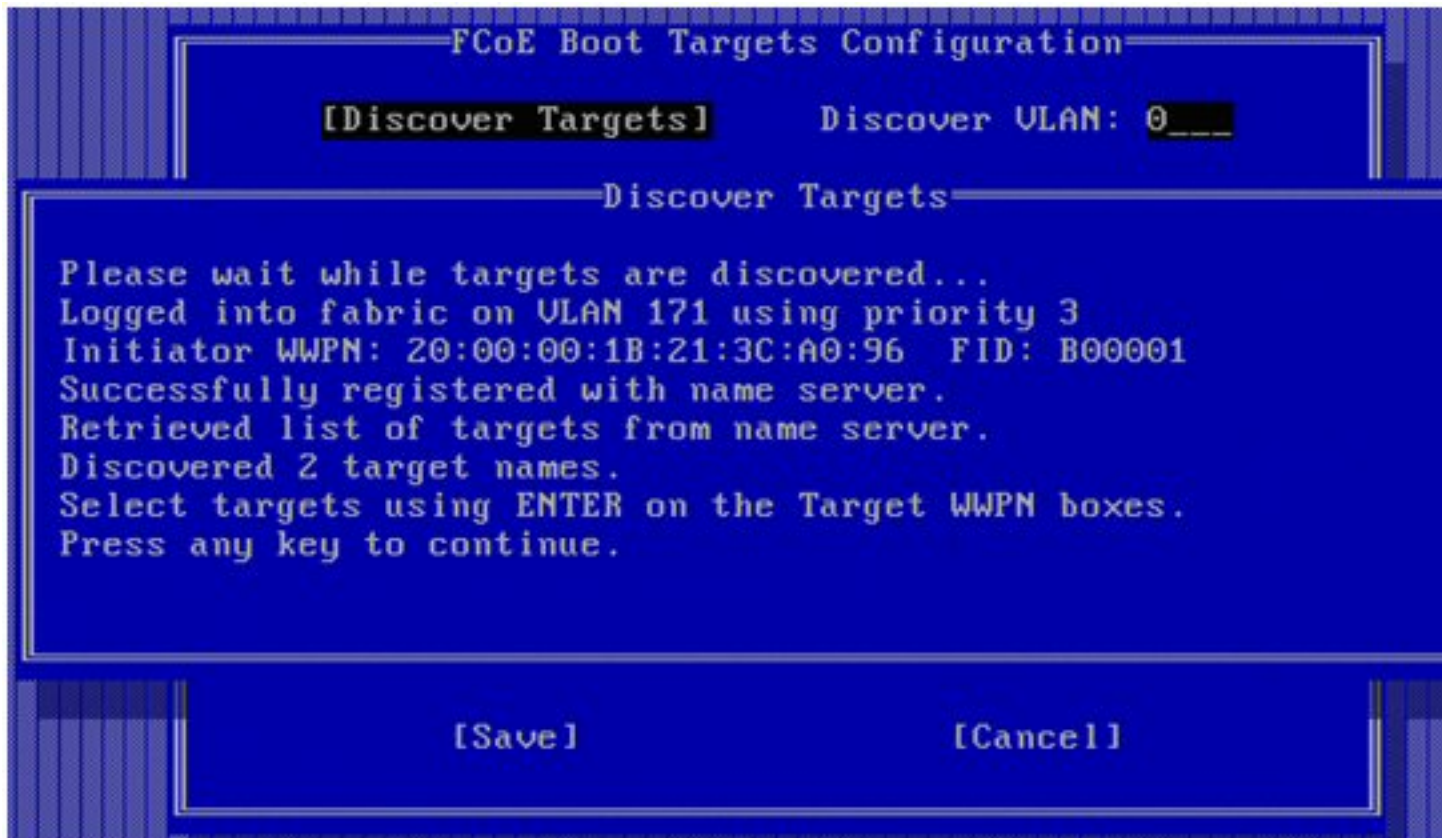 FCoE Boot Targets Configuration
[Discover Targets] Discover VLAN: 0___
Discover Targets
Please wait while targets are discovered...
Logged into fabric on VLAN 171 using priority 3
Initiator WWPN: 20:00:00:1B:21:3C:A0:96 FID: B00001
Successfully registered with name server.
Retrieved list of targets from name server.
Discovered 2 target names.
Select targets using ENTER on the Target WWPN boxes.
Press any key to continue.
[Save] [Cancel]